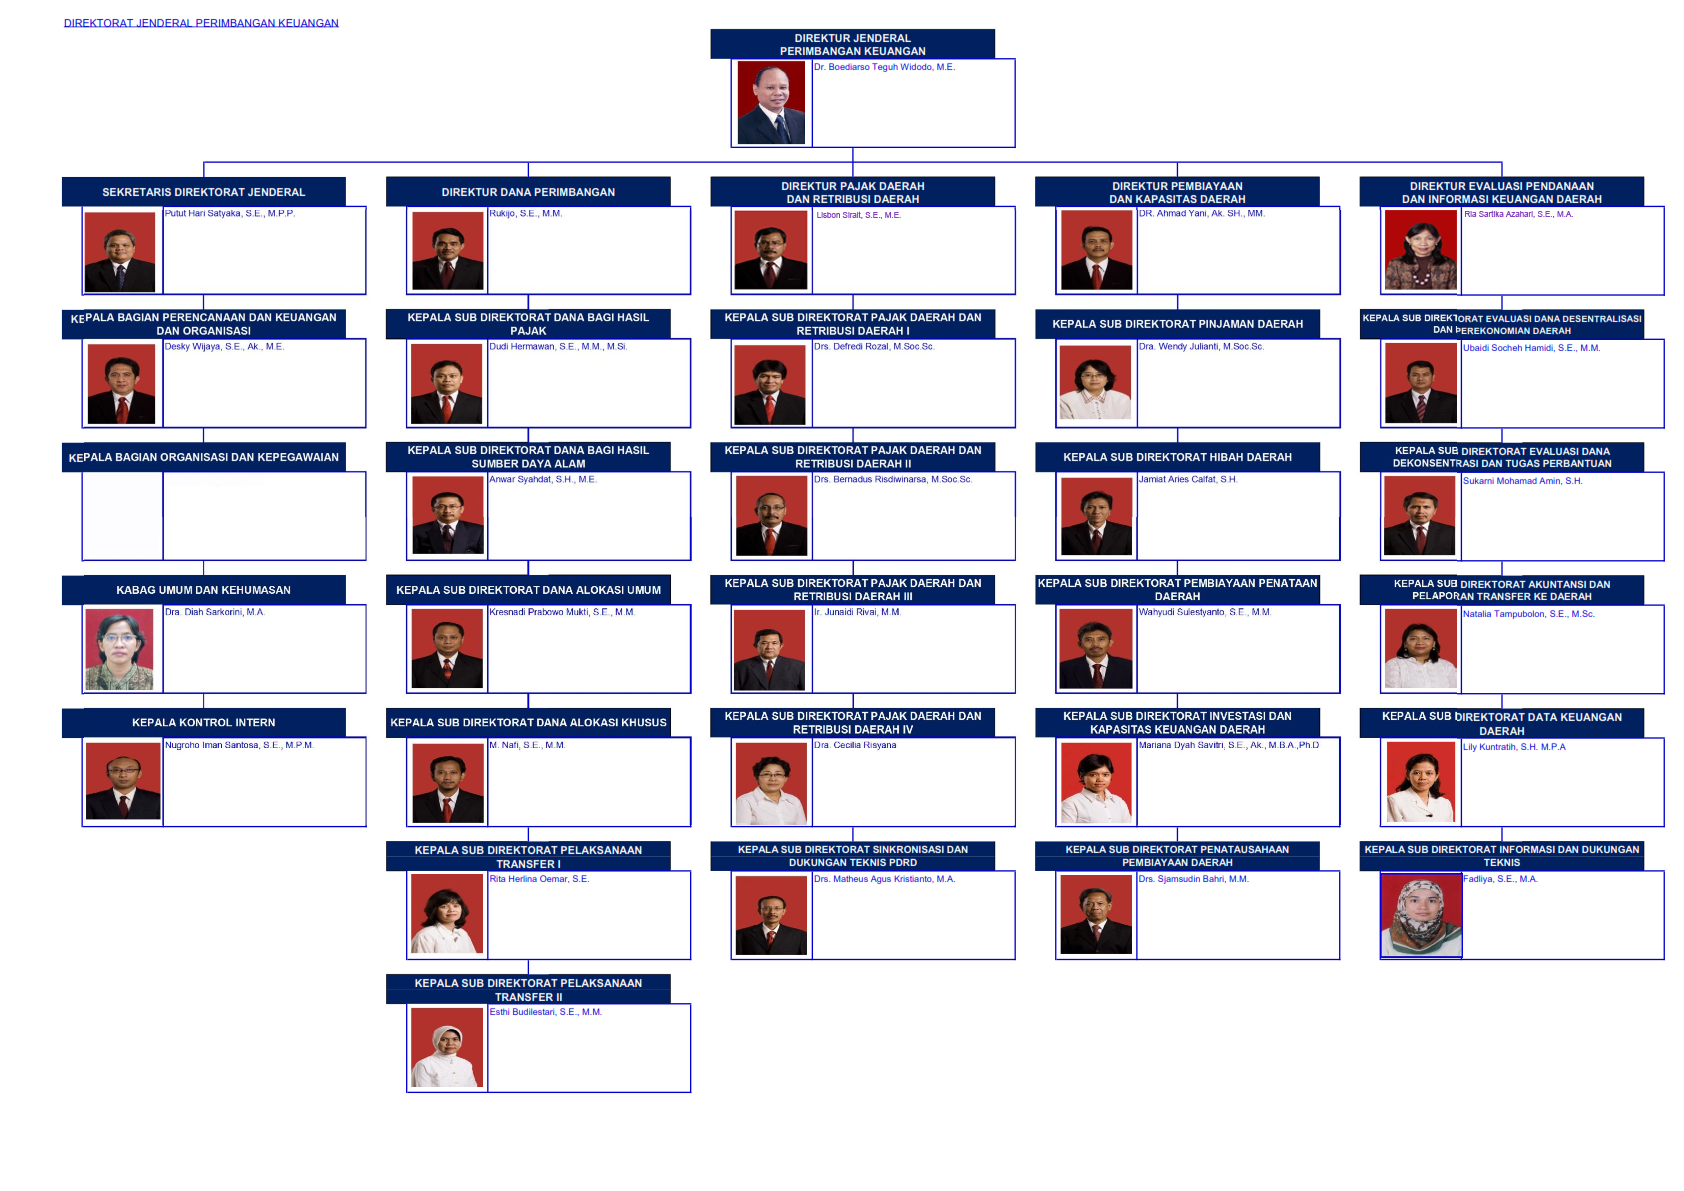 DIREKTORAT JENDERAL PERIMBANGAN KEUANGAN
DIREKTUR JENDERAL
PERIMBANGAN KEUANGAN
Dr. Boediarso Teguh Widodo, M.E.
SEKRETARIS DIREKTORAT JENDERAL
Putut Hari Satyaka, S.E., M.P.P.
DIREKTUR DANA PERIMBANGAN
Rukijo, S.E., M.M.
DIREKTUR PAJAK DAERAH
DAN RETRIBUSI DAERAH
Lisbon Sirait, S.E., M.E.
DIREKTUR PEMBIAYAAN
DAN KAPASITAS DAERAH
DR. Ahmad Yani, Ak. SH., MM.
DIREKTUR EVALUASI PENDANAAN
DAN INFORMASI KEUANGAN DAERAH
Ria Sartika Azahari, S.E., M.A.
KEPALA BAGIAN PERENCANAAN DAN KEUANGAN
DAN ORGANISASI
Desky Wijaya, S.E., Ak., M.E.
KEPALA SUB DIREKTORAT DANA BAGI HASIL
PAJAK
Dudi Hermawan, S.E., M.M., M.Si.
KEPALA SUB DIREKTORAT PAJAK DAERAH DAN
RETRIBUSI DAERAH I
Drs. Defredi Rozal, M.Soc.Sc.
KEPALA SUB DIREKTORAT PINJAMAN DAERAH
Dra. Wendy Julianti, M.Soc.Sc.
KEPALA SUB DIREKTORAT EVALUASI DANA DESENTRALISASI
DAN PEREKONOMIAN DAERAH
Ubaidi Socheh Hamidi, S.E., M.M.
KEPALA BAGIAN ORGANISASI DAN KEPEGAWAIAN
KEPALA SUB DIREKTORAT DANA BAGI HASIL
SUMBER DAYA ALAM
Anwar Syahdat, S.H., M.E.
KEPALA SUB DIREKTORAT PAJAK DAERAH DAN
RETRIBUSI DAERAH II
Drs. Bernadus Risdiwinarsa, M.Soc.Sc.
KEPALA SUB DIREKTORAT HIBAH DAERAH
Jamiat Aries Calfat, S.H.
KEPALA SUB DIREKTORAT EVALUASI DANA
DEKONSENTRASI DAN TUGAS PERBANTUAN
Sukarni Mohamad Amin, S.H.
KABAG UMUM DAN KEHUMASAN
Dra. Diah Sarkorini, M.A.
KEPALA SUB DIREKTORAT DANA ALOKASI UMUM
Kresnadi Prabowo Mukti, S.E., M.M.
KEPALA SUB DIREKTORAT PAJAK DAERAH DAN
RETRIBUSI DAERAH III
Ir. Junaidi Rivai, M.M.
KEPALA SUB DIREKTORAT PEMBIAYAAN PENATAAN
DAERAH
Wahyudi Sulestyanto, S.E., M.M.
KEPALA SUB DIREKTORAT AKUNTANSI DAN
PELAPORAN TRANSFER KE DAERAH
Natalia Tampubolon, S.E., M.Sc.
KEPALA KONTROL INTERN
Nugroho Iman Santosa, S.E., M.P.M.
KEPALA SUB DIREKTORAT DANA ALOKASI KHUSUS
M. Nafi, S.E., M.M.
KEPALA SUB DIREKTORAT PAJAK DAERAH DAN
RETRIBUSI DAERAH IV
Dra. Cecilia Risyana
KEPALA SUB DIREKTORAT INVESTASI DAN
KAPASITAS KEUANGAN DAERAH
Mariana Dyah Savitri, S.E., Ak., M.B.A.,Ph.D
KEPALA SUB DIREKTORAT DATA KEUANGAN
DAERAH
Lily Kuntratih, S.H. M.P.A
KEPALA SUB DIREKTORAT PELAKSANAAN
TRANSFER I
Rita Herlina Oemar, S.E.
KEPALA SUB DIREKTORAT SINKRONISASI DAN
DUKUNGAN TEKNIS PDRD
Drs. Matheus Agus Kristianto, M.A.
KEPALA SUB DIREKTORAT PENATAUSAHAAN
PEMBIAYAAN DAERAH
Drs. Sjamsudin Bahri, M.M.
KEPALA SUB DIREKTORAT INFORMASI DAN DUKUNGAN
TEKNIS
Fadliya, S.E., M.A.
KEPALA SUB DIREKTORAT PELAKSANAAN
TRANSFER II
Esthi Budilestari, S.E., M.M.